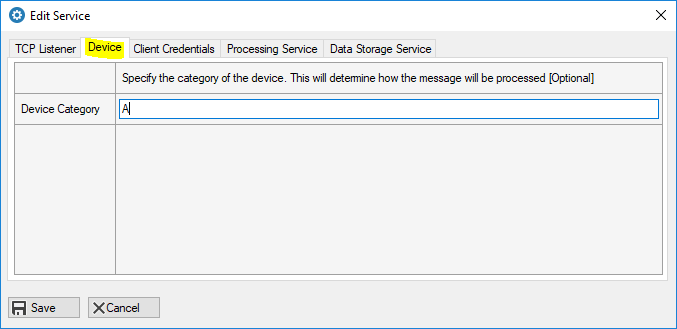 Edit Service
TCP Listener Device Client Credentials Processing Service Data Storage Service
Specify the category of the device. This will determine how the message will be processed [Optional]
Device Category A
Save Cancel